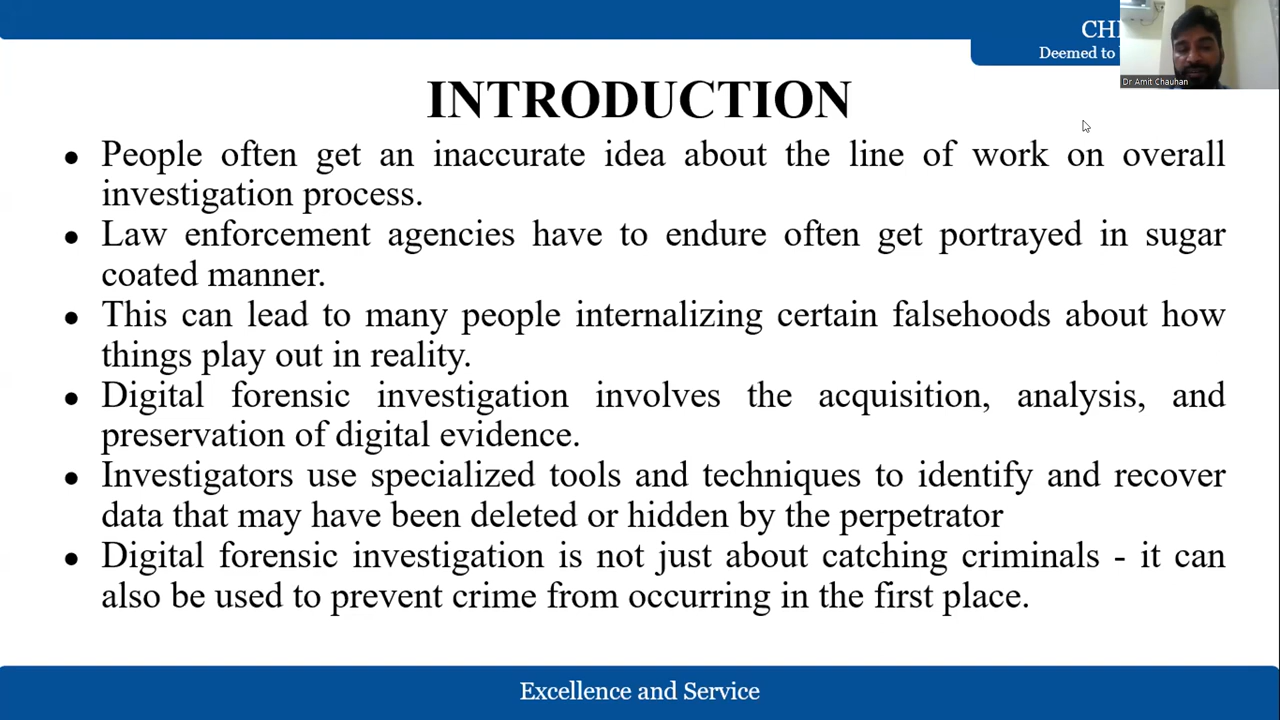 CH
Deemed to
Dr Amit Chauhan
INTRODUCTION
● People often get an inaccurate idea about the line of work on overall
investigation process.
● Law enforcement agencies have to endure often get portrayed in sugar
coated manner.
● This can lead to many people internalizing certain falsehoods about how
things play out in reality.
● Digital forensic investigation involves the acquisition, analysis, and
preservation of digital evidence.
● Investigators use specialized tools and techniques to identify and recover
data that may have been deleted or hidden by the perpetrator
● Digital forensic investigation is not just about catching criminals - it can
also be used to prevent crime from occurring in the first place.
Excellence and Service